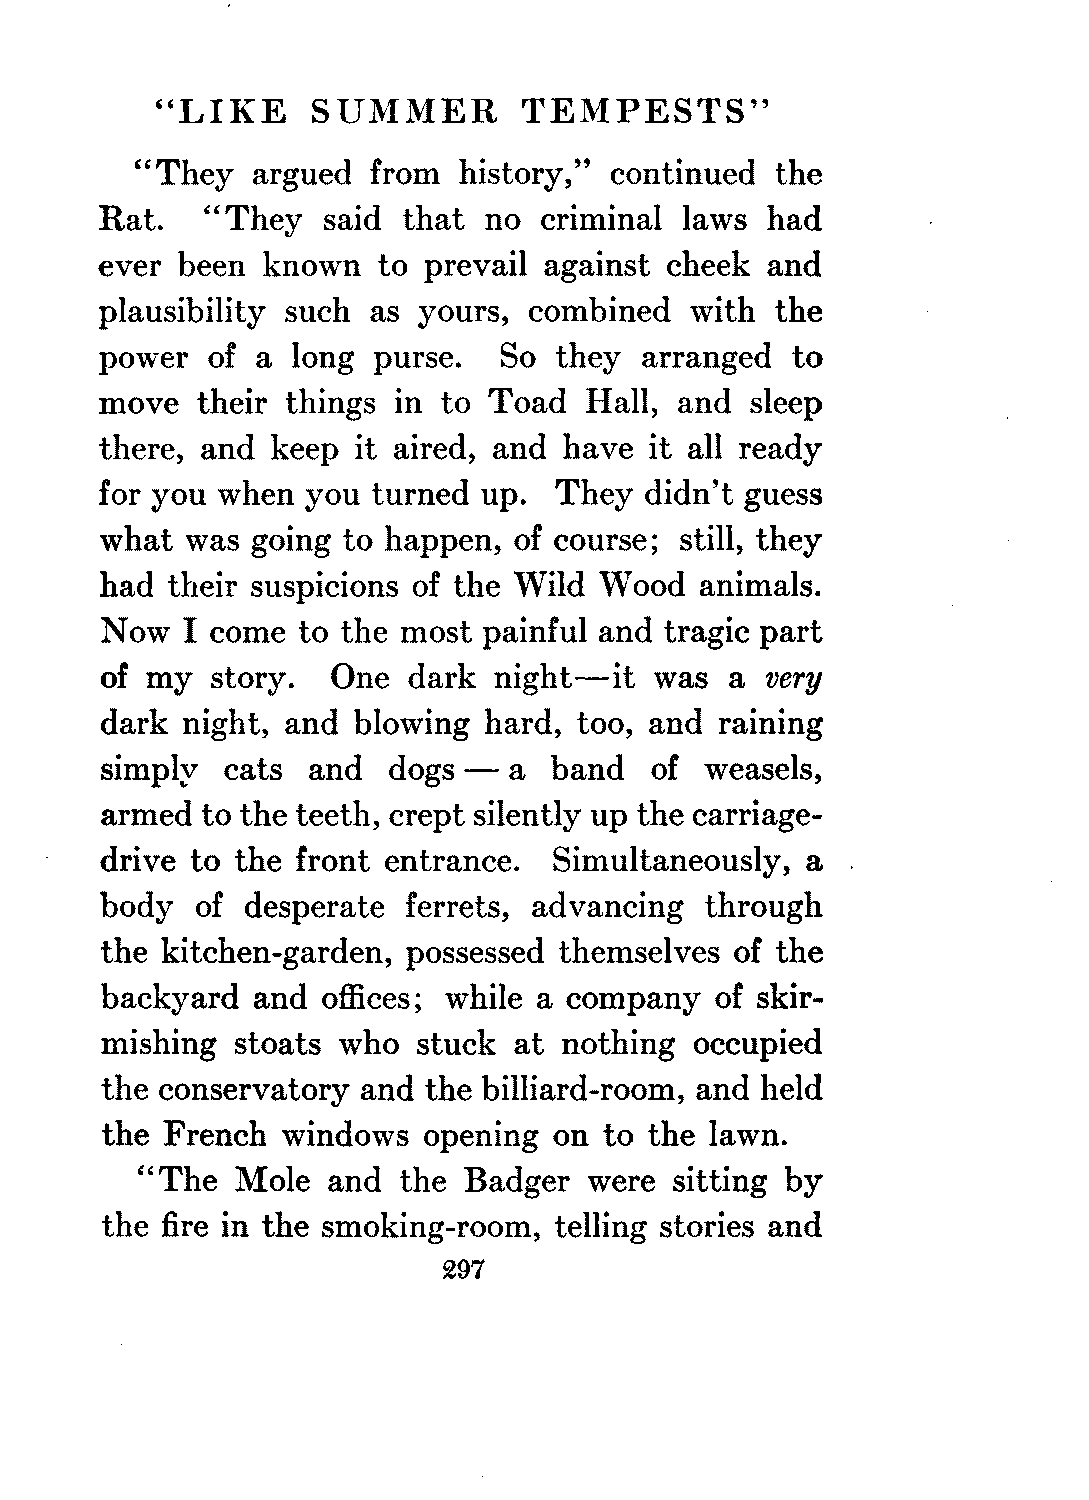 "LIKE SUMMER TEMPESTS"
"They argued from history," continued the
Rat. "They said that no criminal laws had
ever been known to prevail against cheek and
plausibility such as yours, combined with the
power of a long purse. So they arranged to
move their things in to Toad Hall, and sleep
there, and keep it aired, and have it all ready
for you when you turned up. They didn't guess
what was going to happen, of course; still, they
had their suspicions of the Wild Wood animals.
Now I come to the most painful and tragic part
of my story. One dark night—it was a very
dark night, and blowing hard, too, and raining
simply cats and dogs — a band of weasels,
armed to the teeth, crept silently up the carriage-
drive to the front entrance. Simultaneously, a
body of desperate ferrets, advancing through
the kitchen-garden, possessed themselves of the
backyard and offices; while a company of skir-
mishing stoats who stuck at nothing occupied
the conservatory and the billiard-room, and held
the French windows opening on to the lawn.
"The Mole and the Badger were sitting by
the fire in the smoking-room, telling stories and
297